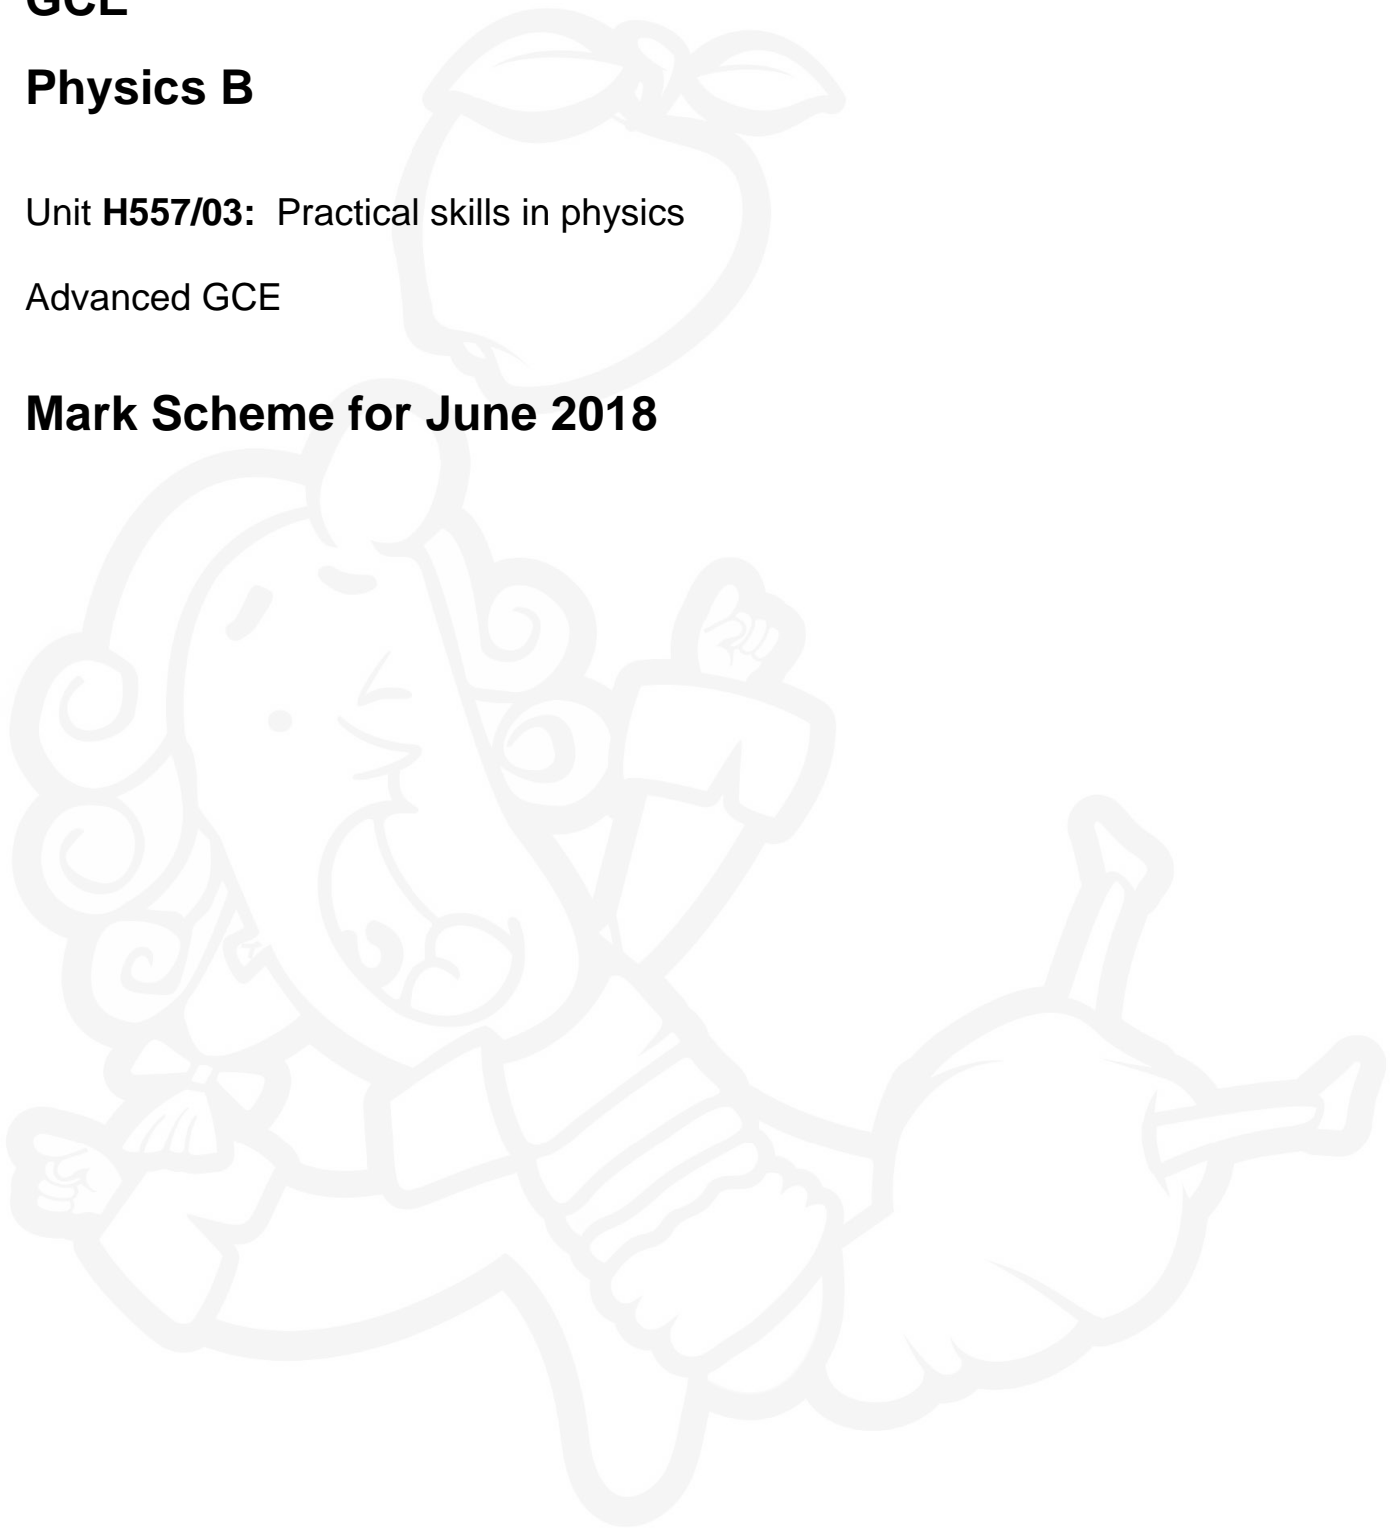 GCE
Physics B
Unit H557/03: Practical skills in physics
Advanced GCE
Mark Scheme for June 2018